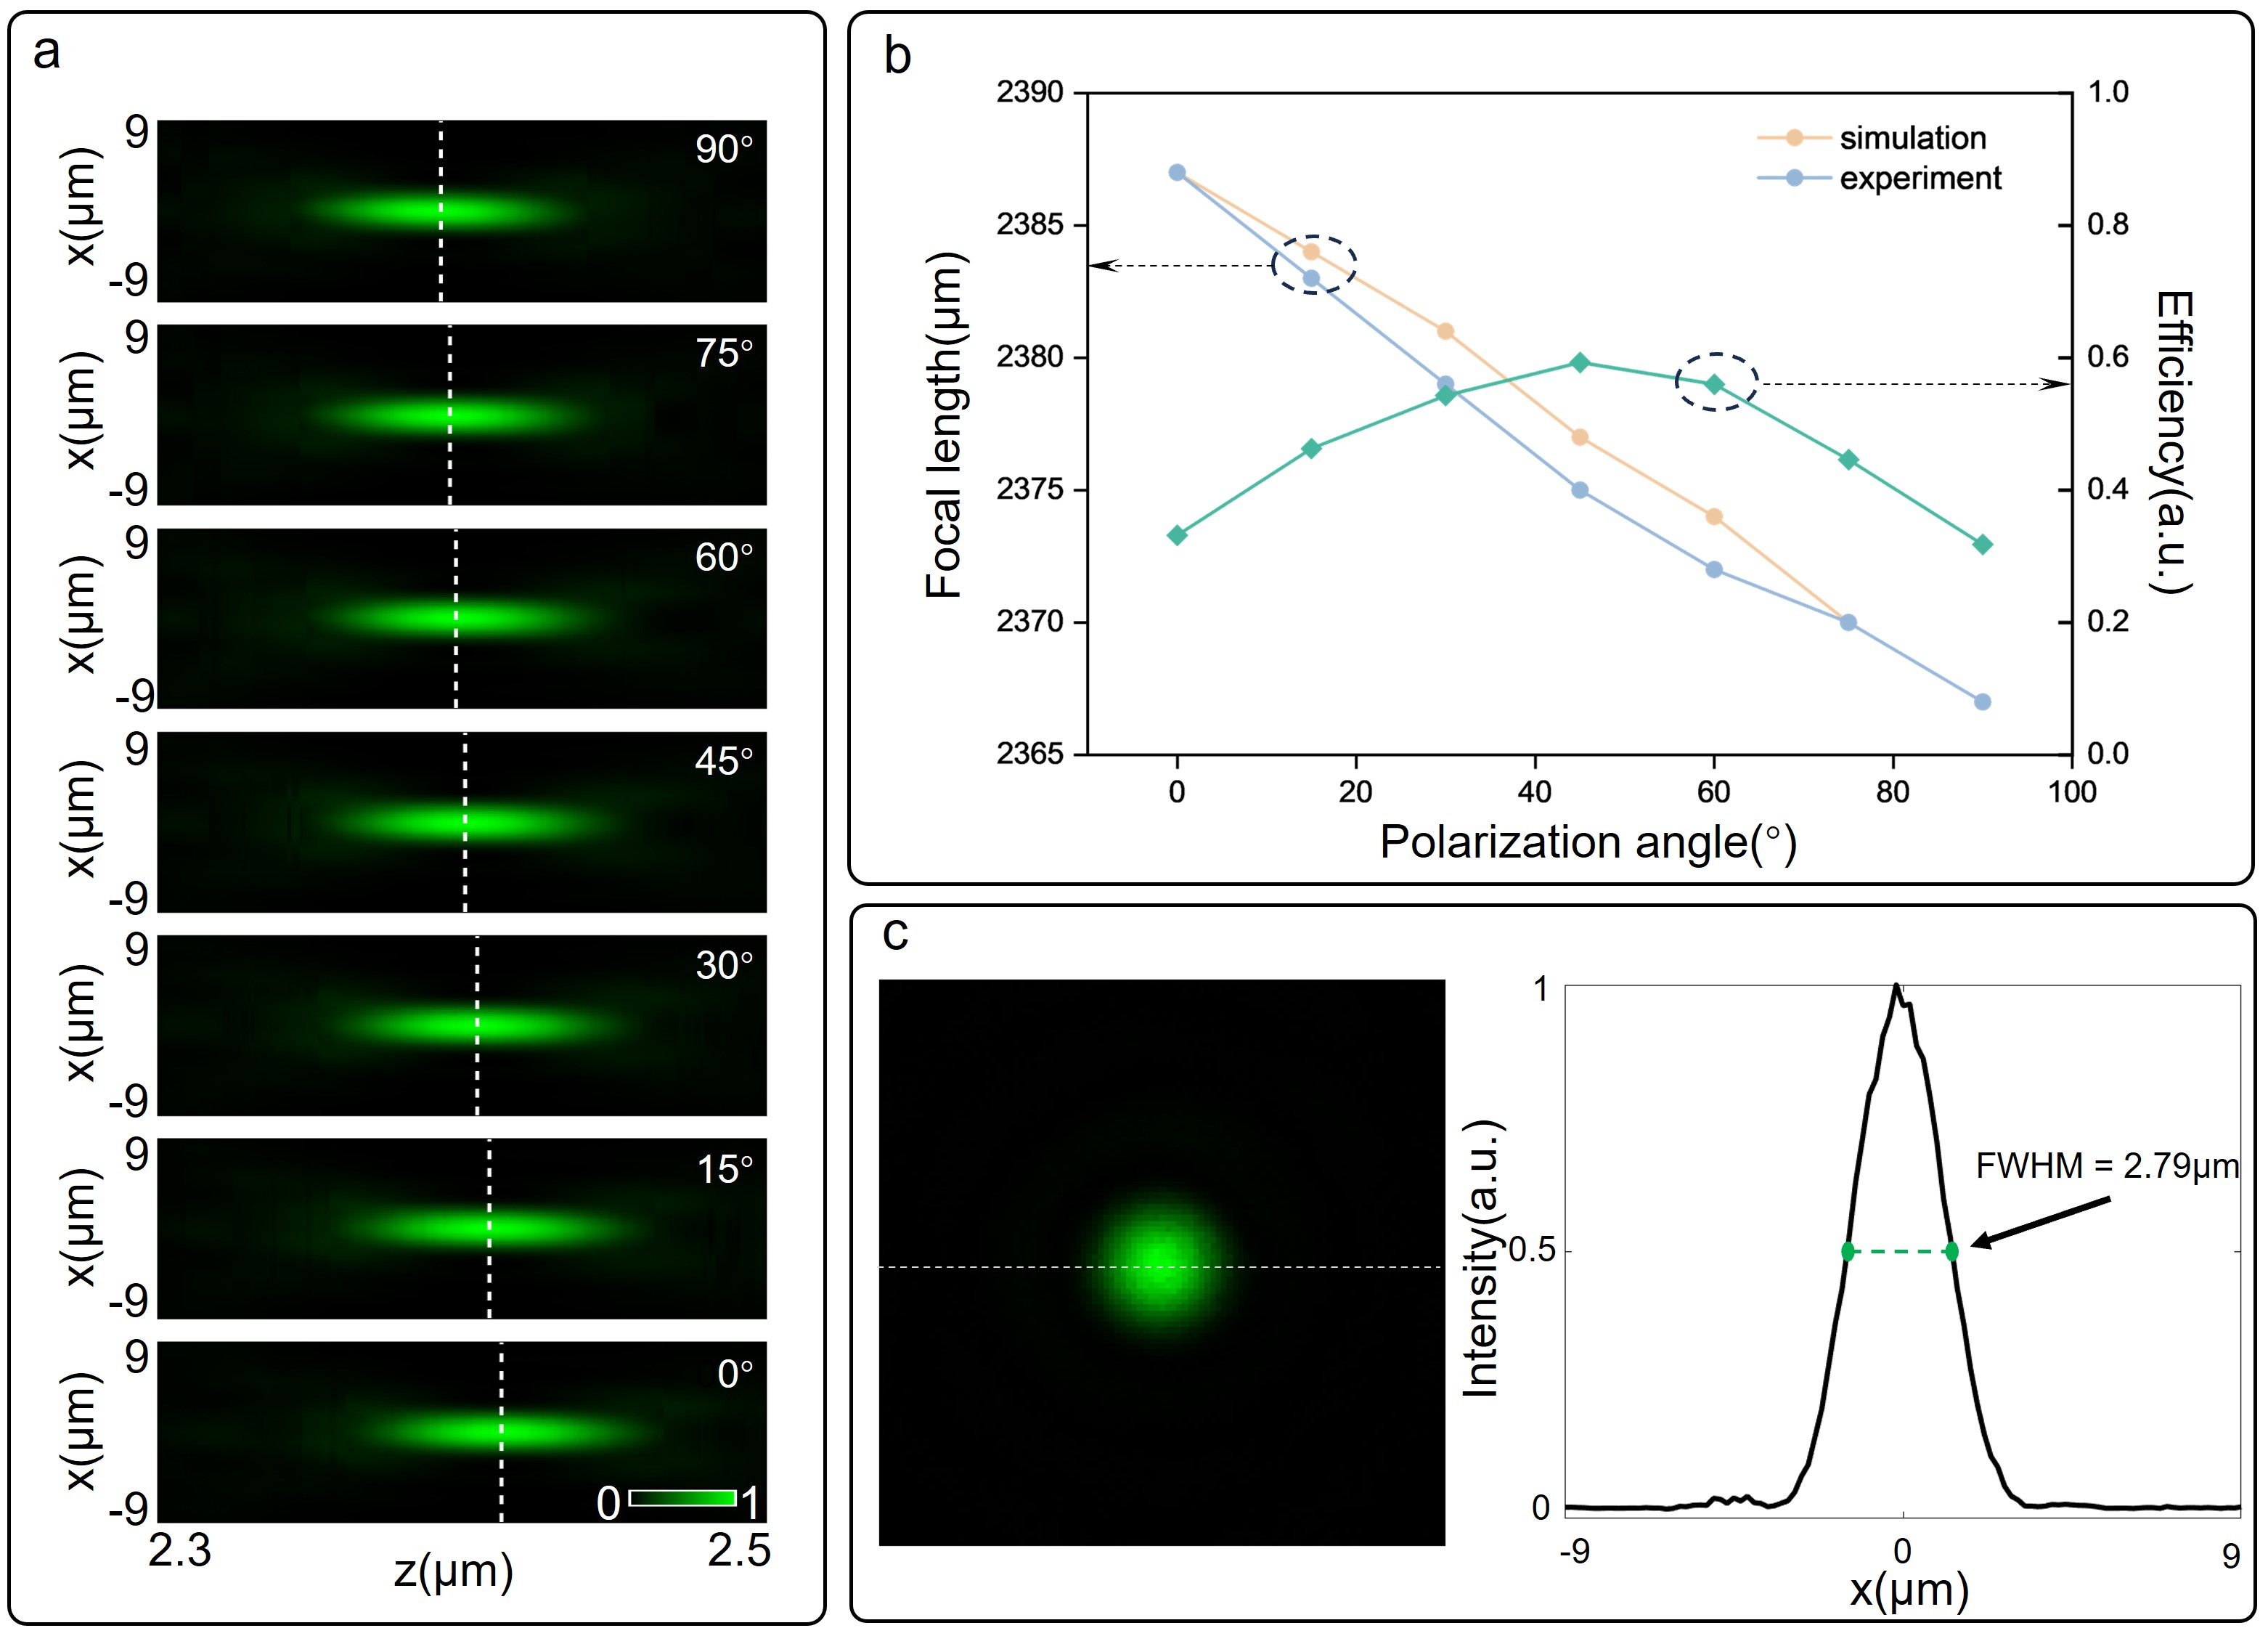 a
9
x(µm)
-9
90°
9
x(µm)
-9
75°
9
x(µm)
-9
60°
9
x(µm)
-9
45°
9
x(µm)
-9
30°
9
x(µm)
-9
15°
9
x(µm)
-9
0°
0 1
2.3 2.5
z(µm)
b
2390
2385
2380
2375
2370
2365
Focal length(µm)
simulation
experiment
1.0
0.8
0.6
0.4
0.2
0.0
Efficiency(a.u.)
0 20 40 60 80 100
Polarization angle(°)
c
1
0.5
0
Intensity(a.u.)
FWHM = 2.79µm
-9 0 9
x(µm)